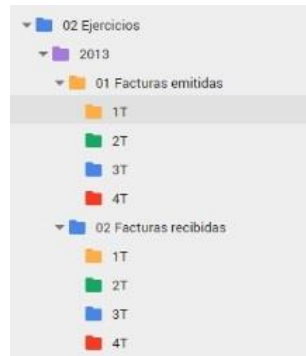 02 Ejercicios
2013
01 Facturas emitidas
1T
2T
3T
4T
02 Facturas recibidas
1T
2T
3T
4T